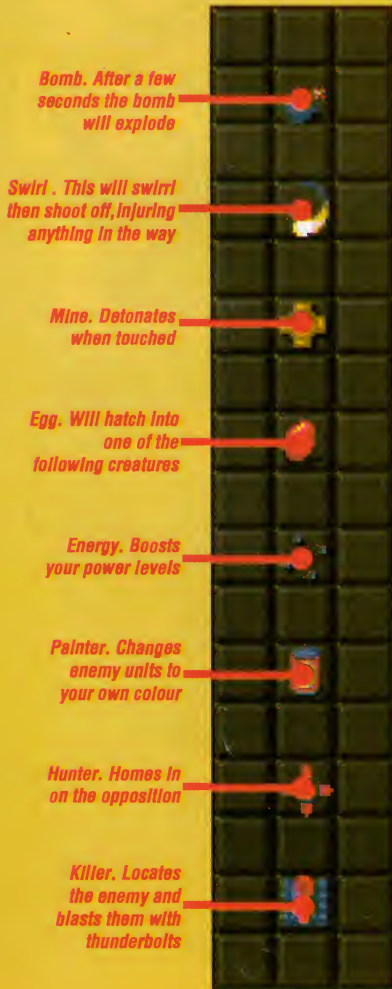 Bomb. After a few
seconds the bomb
will explode
Swirl . This will swirrl
then shoot off,injuring
anything in the way
Mine. Detonates
when touched
Egg. Will hatch into
one of the
following creatures
Energy. Boosts
your power levels
Painter. Changes
enemy units to
your own colour
Hunter. Homes in
on the opposition
Killer. Locates
the enemy and
blasts them with
thunderbolts